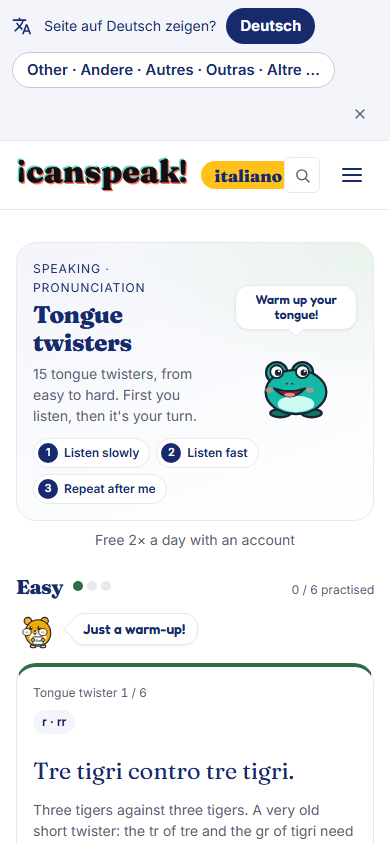 Seite auf Deutsch zeigen? Deutsch
Other · Andere · Autres · Outras · Altre ...
icanspeak! italiano
SPEAKING ·
PRONUNCIATION
Tongue
twisters
15 tongue twisters, from
easy to hard. First you
listen, then it's your turn.
Warm up your
tongue!
1 Listen slowly 2 Listen fast
3 Repeat after me
Free 2× a day with an account
Easy 0 / 6 practised
Just a warm-up!
Tongue twister 1 / 6
r · rr
Tre tigri contro tre tigri.
Three tigers against three tigers. A very old
short twister: the tr of tre and the gr of tigri need